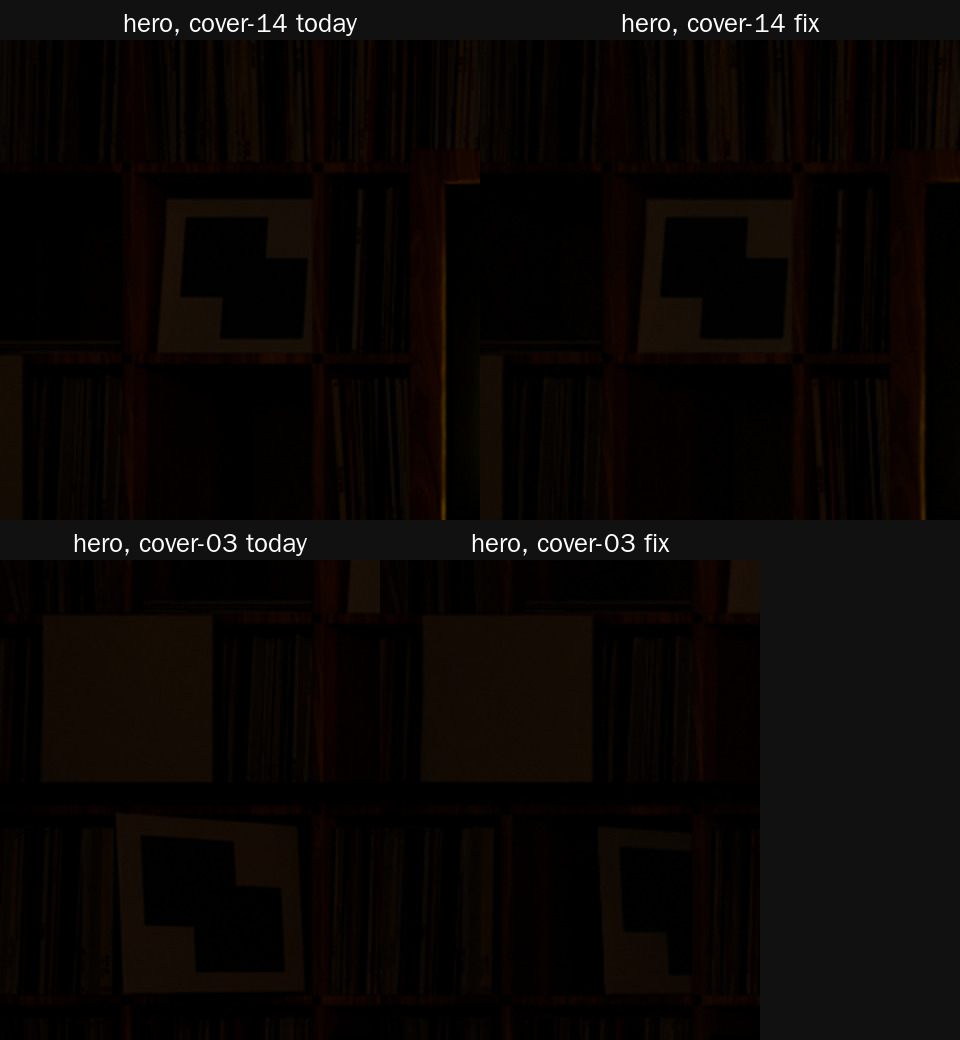 hero, cover-14 today
hero, cover-14 fix
hero, cover-03 today
hero, cover-03 fix